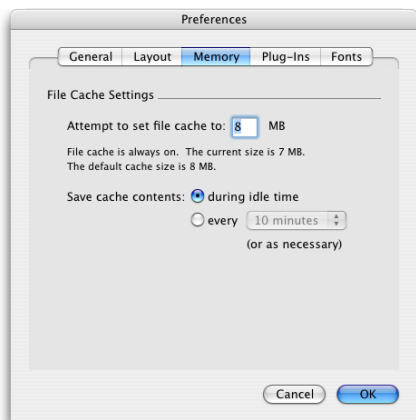 Preferences
General Layout Memory Plug-Ins Fonts
File Cache Settings
Attempt to set file cache to: 8 MB
File cache is always on. The current size is 7 MB.
The default cache size is 8 MB.
Save cache contents: during idle time
every 10 minutes
(or as necessary)
Cancel OK